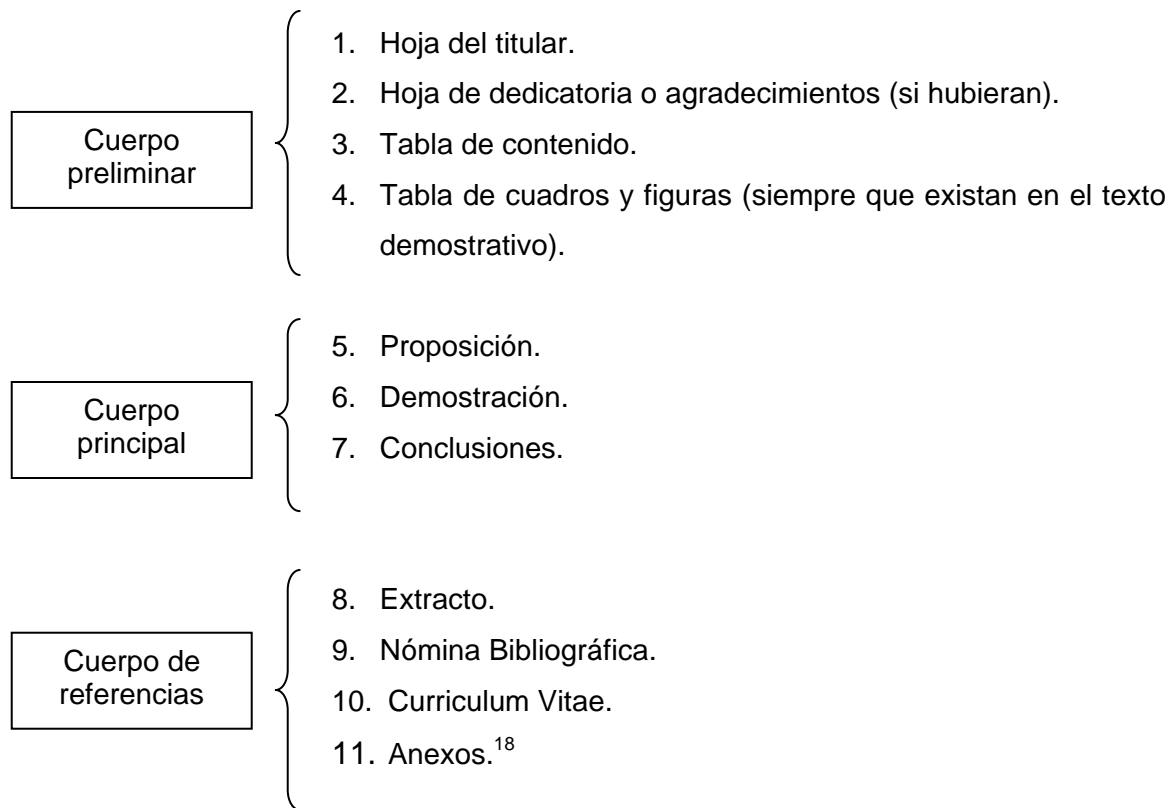 Cuerpo
preliminar
1. Hoja del titular.
2. Hoja de dedicatoria o agradecimientos (si hubieran).
3. Tabla de contenido.
4. Tabla de cuadros y figuras (siempre que existan en el texto
demostrativo).
Cuerpo
principal
5. Proposición.
6. Demostración.
7. Conclusiones.
Cuerpo de
referencias
8. Extracto.
9. Nómina Bibliográfica.
10. Curriculum Vitae.
11. Anexos.18